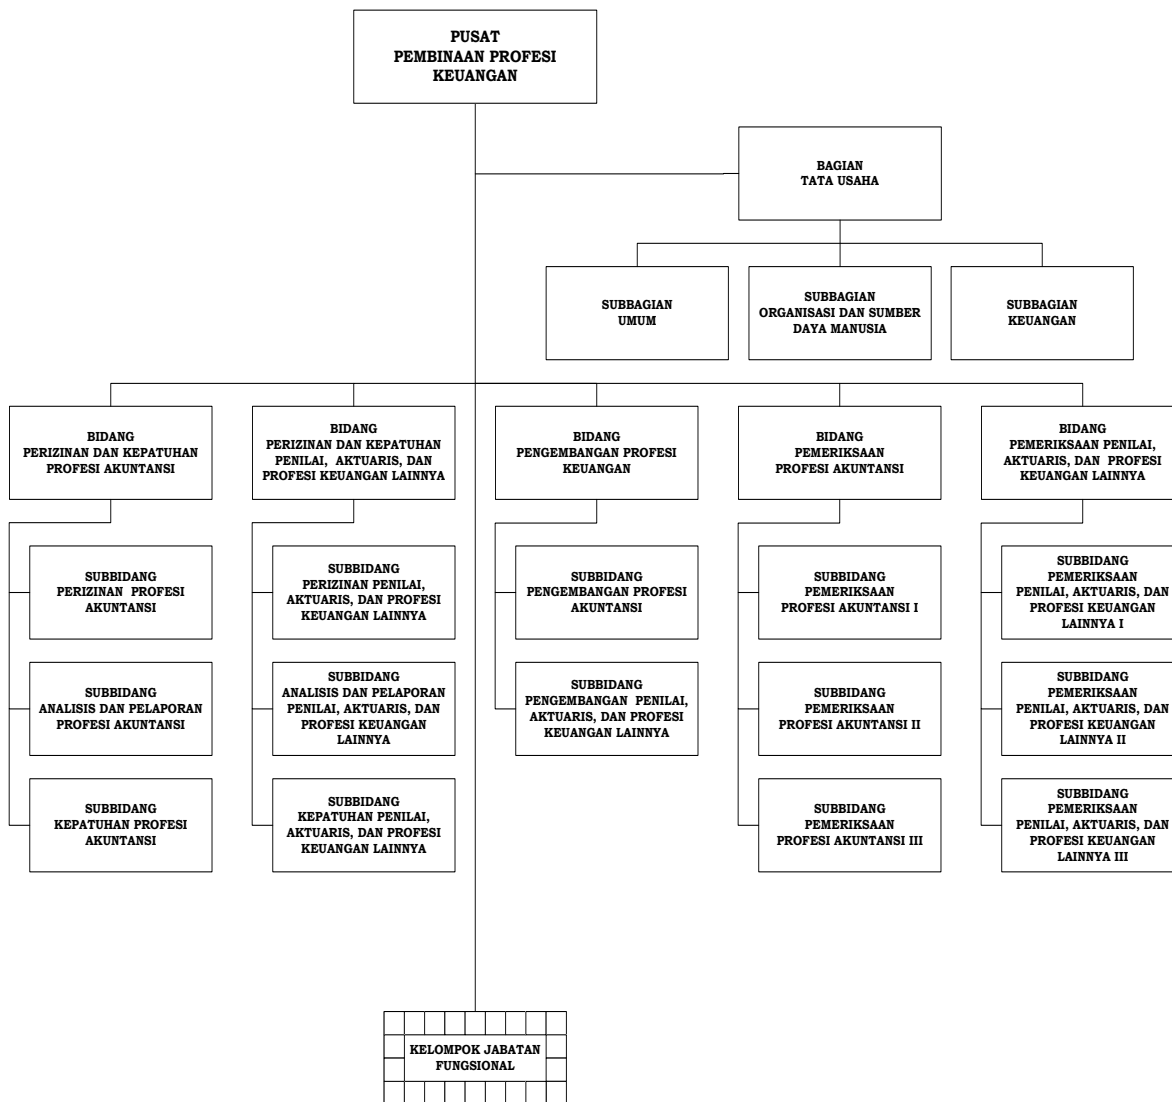 PUSAT
PEMBINAAN PROFESI
KEUANGAN
BAGIAN
TATA USAHA
SUBBAGIAN
UMUM
SUBBAGIAN
ORGANISASI DAN SUMBER
DAYA MANUSIA
SUBBAGIAN
KEUANGAN
BIDANG
PERIZINAN DAN KEPATUHAN
PROFESI AKUNTANSI
BIDANG
PERIZINAN DAN KEPATUHAN
PENILAI, AKTUARIS, DAN
PROFESI KEUANGAN LAINNYA
BIDANG
PENGEMBANGAN PROFESI
KEUANGAN
BIDANG
PEMERIKSAAN
PROFESI AKUNTANSI
BIDANG
PEMERIKSAAN PENILAI,
AKTUARIS, DAN PROFESI
KEUANGAN LAINNYA
SUBBIDANG
PERIZINAN PROFESI
AKUNTANSI
SUBBIDANG
PERIZINAN PENILAI,
AKTUARIS, DAN PROFESI
KEUANGAN LAINNYA
SUBBIDANG
PENGEMBANGAN PROFESI
AKUNTANSI
SUBBIDANG
PEMERIKSAAN
PROFESI AKUNTANSI I
SUBBIDANG
PEMERIKSAAN
PENILAI, AKTUARIS, DAN
PROFESI KEUANGAN
LAINNYA I
SUBBIDANG
ANALISIS DAN PELAPORAN
PROFESI AKUNTANSI
SUBBIDANG
ANALISIS DAN PELAPORAN
PENILAI, AKTUARIS, DAN
PROFESI KEUANGAN
LAINNYA
SUBBIDANG
PENGEMBANGAN PENILAI,
AKTUARIS, DAN PROFESI
KEUANGAN LAINNYA
SUBBIDANG
PEMERIKSAAN
PROFESI AKUNTANSI II
SUBBIDANG
PEMERIKSAAN
PENILAI, AKTUARIS, DAN
PROFESI KEUANGAN
LAINNYA II
SUBBIDANG
KEPATUHAN PROFESI
AKUNTANSI
SUBBIDANG
KEPATUHAN PENILAI,
AKTUARIS, DAN PROFESI
KEUANGAN LAINNYA
SUBBIDANG
PEMERIKSAAN
PROFESI AKUNTANSI III
SUBBIDANG
PEMERIKSAAN
PENILAI, AKTUARIS, DAN
PROFESI KEUANGAN
LAINNYA III
KELOMPOK JABATAN
FUNGSIONAL